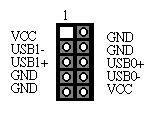 1
VCC GND
USB1- GND
USB1+ USB0+
GND USB0-
GND VCC